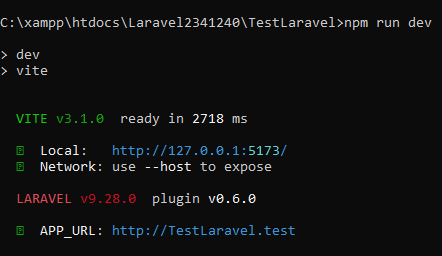 C:\xampp\htdocs\Laravel2341240\TestLaravel>npm run dev
> dev
> vite
VITE v3.1.0 ready in 2718 ms
Local: http://127.0.0.1:5173/
Network: use --host to expose
LARAVEL v9.28.0 plugin v0.6.0
APP_URL: http://TestLaravel.test